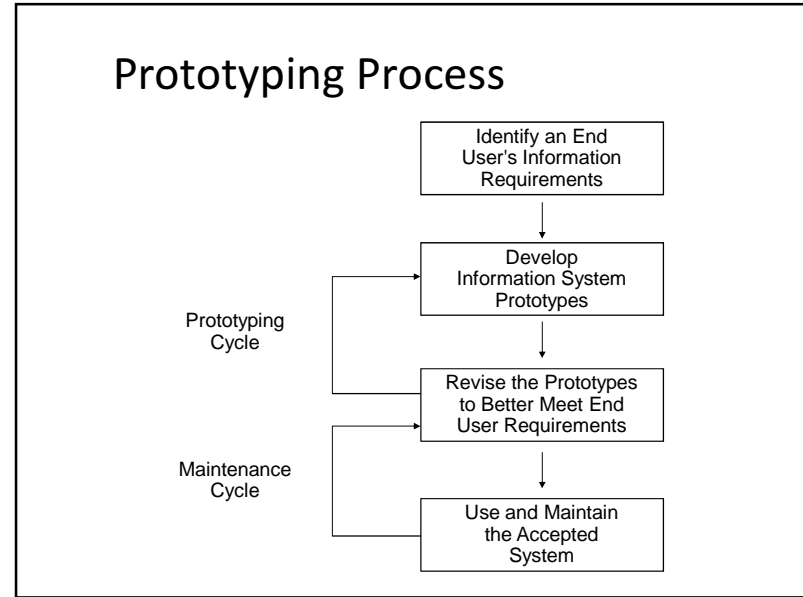 Prototyping Process
Identify an End
User's Information
Requirements
Develop
Information System
Prototypes
Prototyping
Cycle
Revise the Prototypes
to Better Meet End
User Requirements
Maintenance
Cycle
Use and Maintain
the Accepted
System